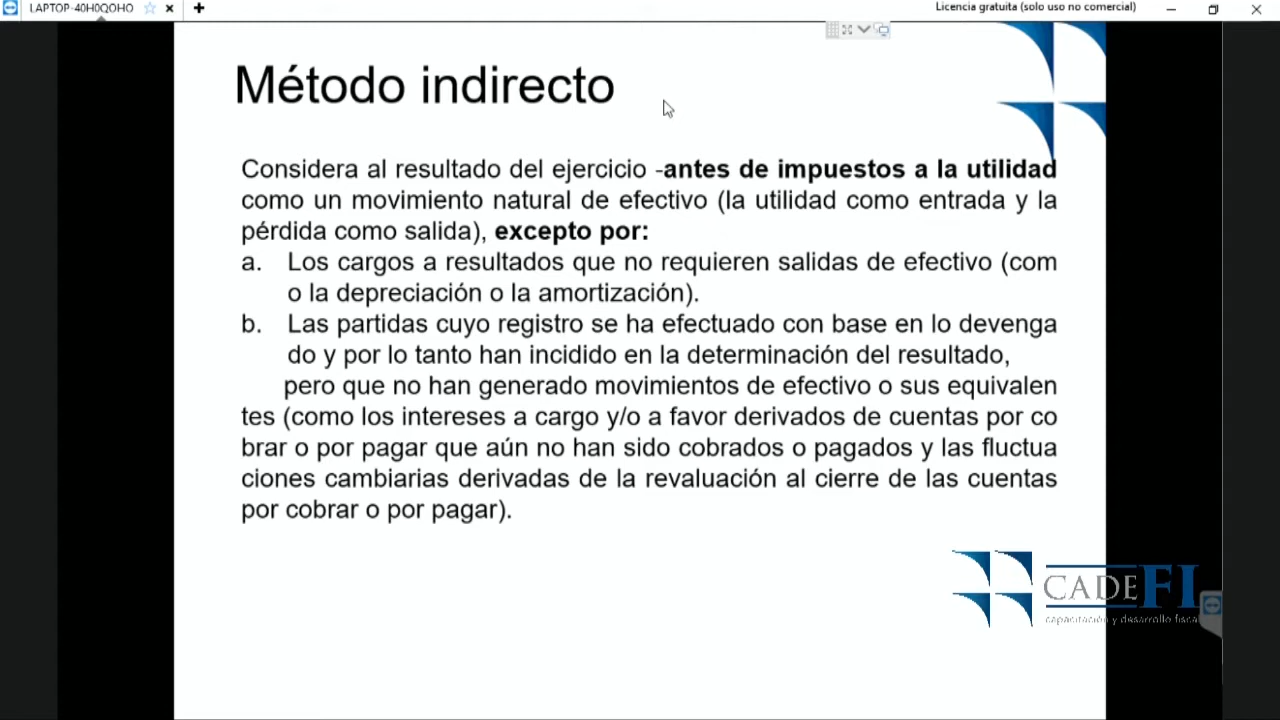 LAPTOP-40H0QOHO
Licencia gratuita (solo uso no comercial)
Método indirecto
Considera al resultado del ejercicio -antes de impuestos a la utilidad
como un movimiento natural de efectivo (la utilidad como entrada y la
pérdida como salida), excepto por:
a. Los cargos a resultados que no requieren salidas de efectivo (com
o la depreciación o la amortización).
b. Las partidas cuyo registro se ha efectuado con base en lo devenga
do y por lo tanto han incidido en la determinación del resultado,
pero que no han generado movimientos de efectivo o sus equivalen
tes (como los intereses a cargo y/o a favor derivados de cuentas por co
brar o por pagar que aún no han sido cobrados o pagados y las fluctua
ciones cambiarias derivadas de la revaluación al cierre de las cuentas
por cobrar o por pagar).
CADEFI
capacitación y desarrollo fiscal